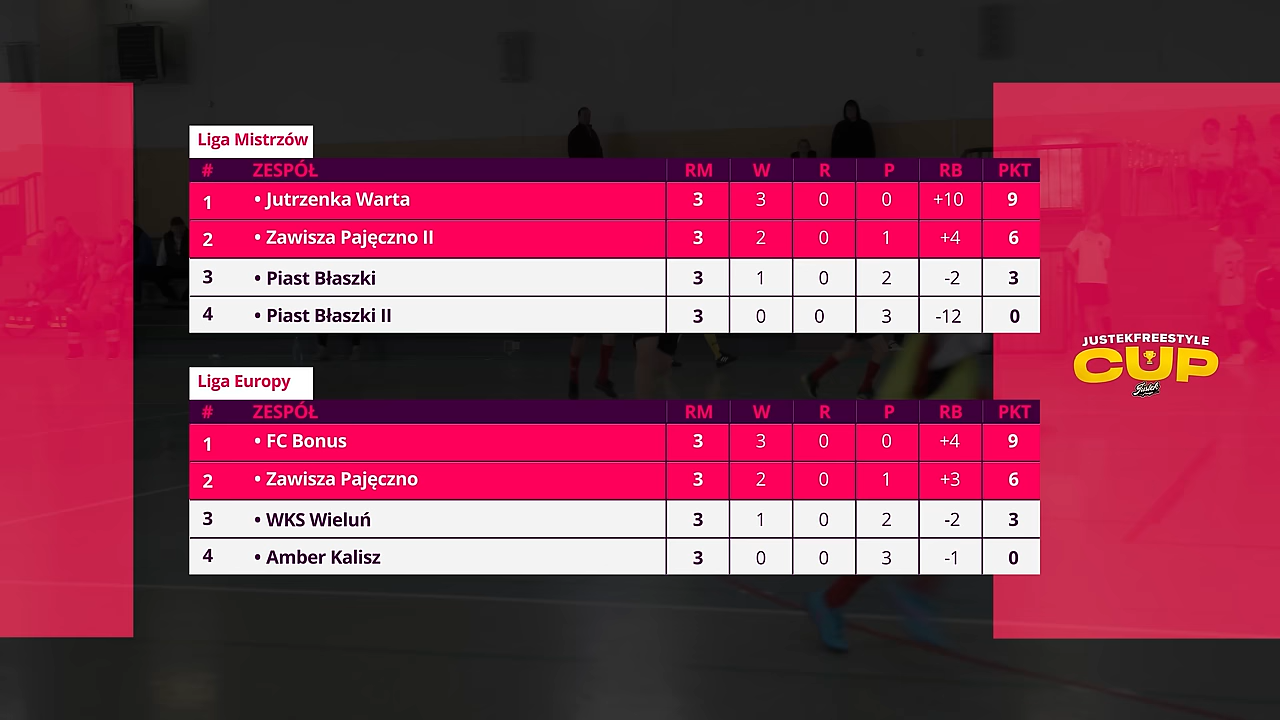 Liga Mistrzów
# ZESPÓŁ RM W R P RB PKT
1 • Jutrzenka Warta 3 3 0 0 +10 9
2 • Zawisza Pajęczno II 3 2 0 1 +4 6
3 • Piast Błaszki 3 1 0 2 -2 3
4 • Piast Błaszki II 3 0 0 3 -12 0
JUSTEKFREESTYLE
CUP
Justek
Liga Europy
# ZESPÓŁ RM W R P RB PKT
1 • FC Bonus 3 3 0 0 +4 9
2 • Zawisza Pajęczno 3 2 0 1 +3 6
3 • WKS Wieluń 3 1 0 2 -2 3
4 • Amber Kalisz 3 0 0 3 -1 0